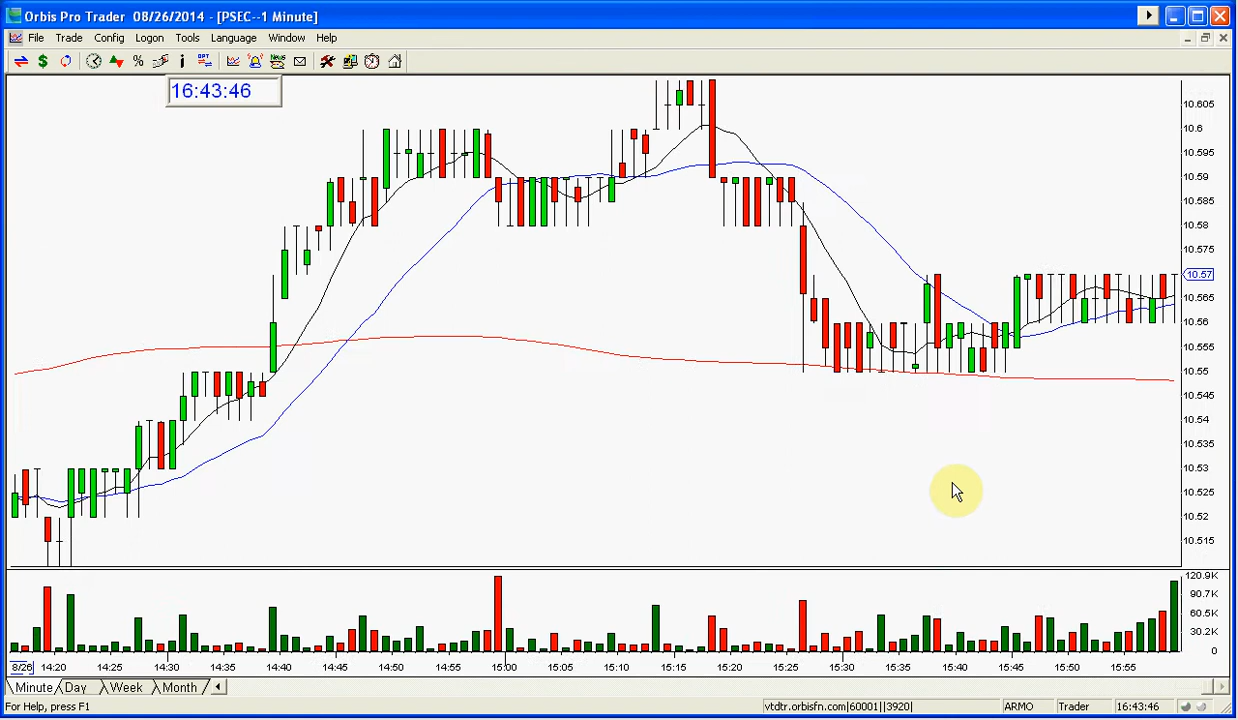 Orbis Pro Trader 08/26/2014 - [PSEC--1 Minute]
File Trade Config Logon Tools Language Window Help
OPT
News
16:43:46
10.605
10.6
10.595
10.59
10.585
10.58
10.575
10.57
10.565
10.56
10.555
10.55
10.545
10.54
10.535
10.53
10.525
10.52
10.515
120.9K
90.7K
60.5K
30.2K
0
8/26 14:20 14:25 14:30 14:35 14:40 14:45 14:50 14:55 15:00 15:05 15:10 15:15 15:20 15:25 15:30 15:35 15:40 15:45 15:50 15:55
Minute Day Week Month
For Help, press F1 vtdtr.orbisfn.com|60001||3920| ARMO Trader 16:43:46